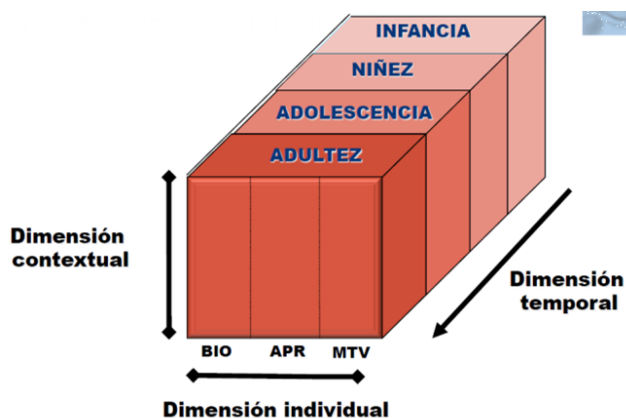 INFANCIA
NIÑEZ
ADOLESCENCIA
ADULTEZ
Dimensión
contextual
Dimensión
temporal
BIO APR MTV
Dimensión individual